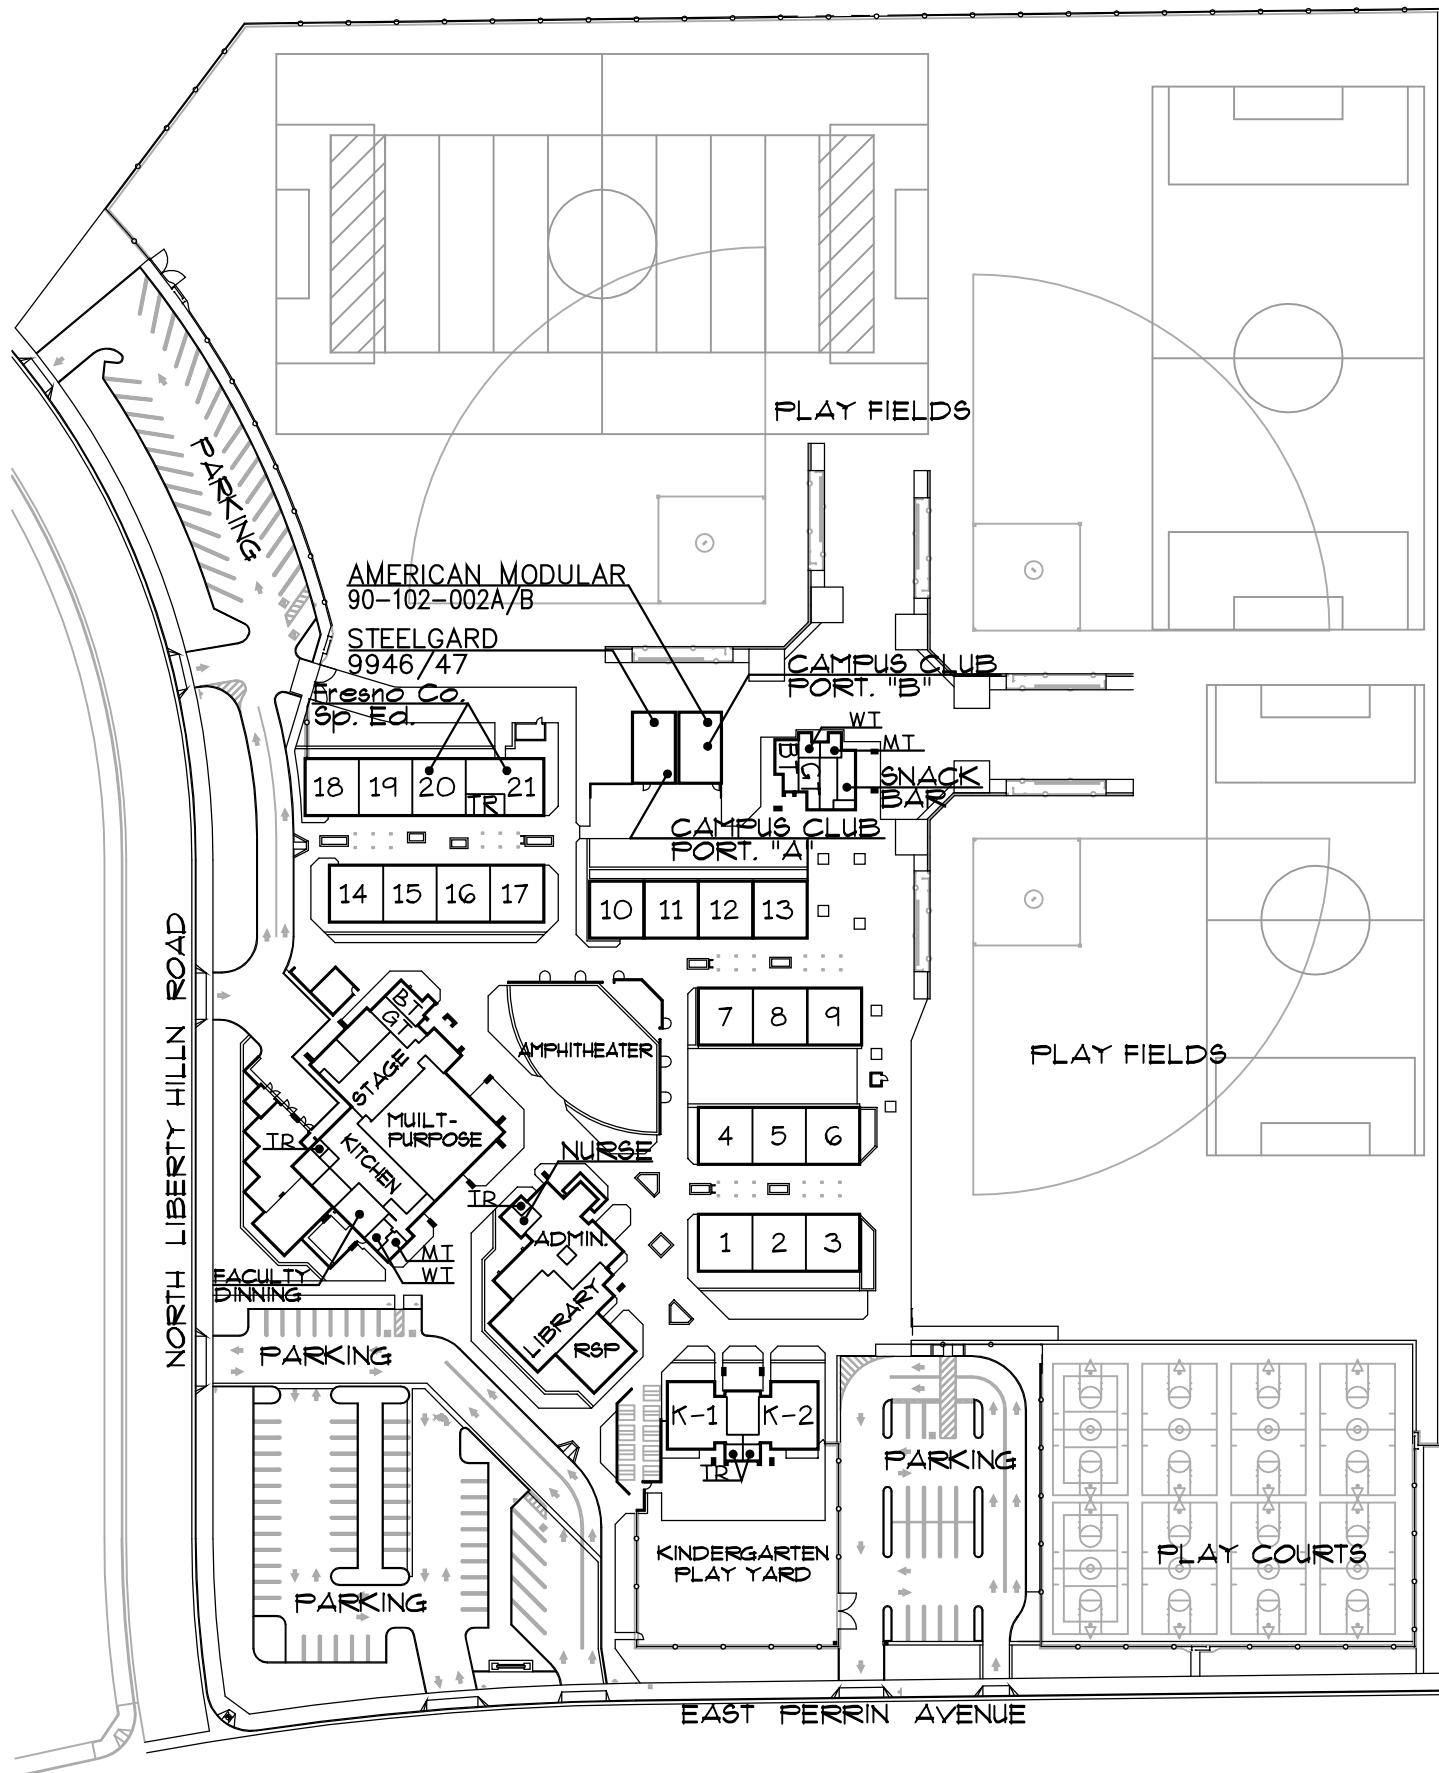 PLAY FIELDS
PARKING
AMERICAN MODULAR
90-102-002A/B
STEELGARD
9946/47
CAMPUS CLUB
PORT. "B"
Fresno Co.
Sp. Ed.
WT
MT
BT
GT
SNACK
BAR
18 19 20 21
TR
CAMPUS CLUB
PORT. "A"
14 15 16 17
10 11 12 13
NORTH LIBERTY HILLN ROAD
BT
GT
STAGE
AMPHITHEATER
7 8 9
PLAY FIELDS
MUILT-
PURPOSE
KITCHEN
TR
NURSE
4 5 6
TR
ADMIN.
1 2 3
MT
WT
FACULTY
DINNING
LIBRARY
RSP
PARKING
K-1 K-2
TR
PARKING
KINDERGARTEN
PLAY YARD
PLAY COURTS
PARKING
EAST PERRIN AVENUE